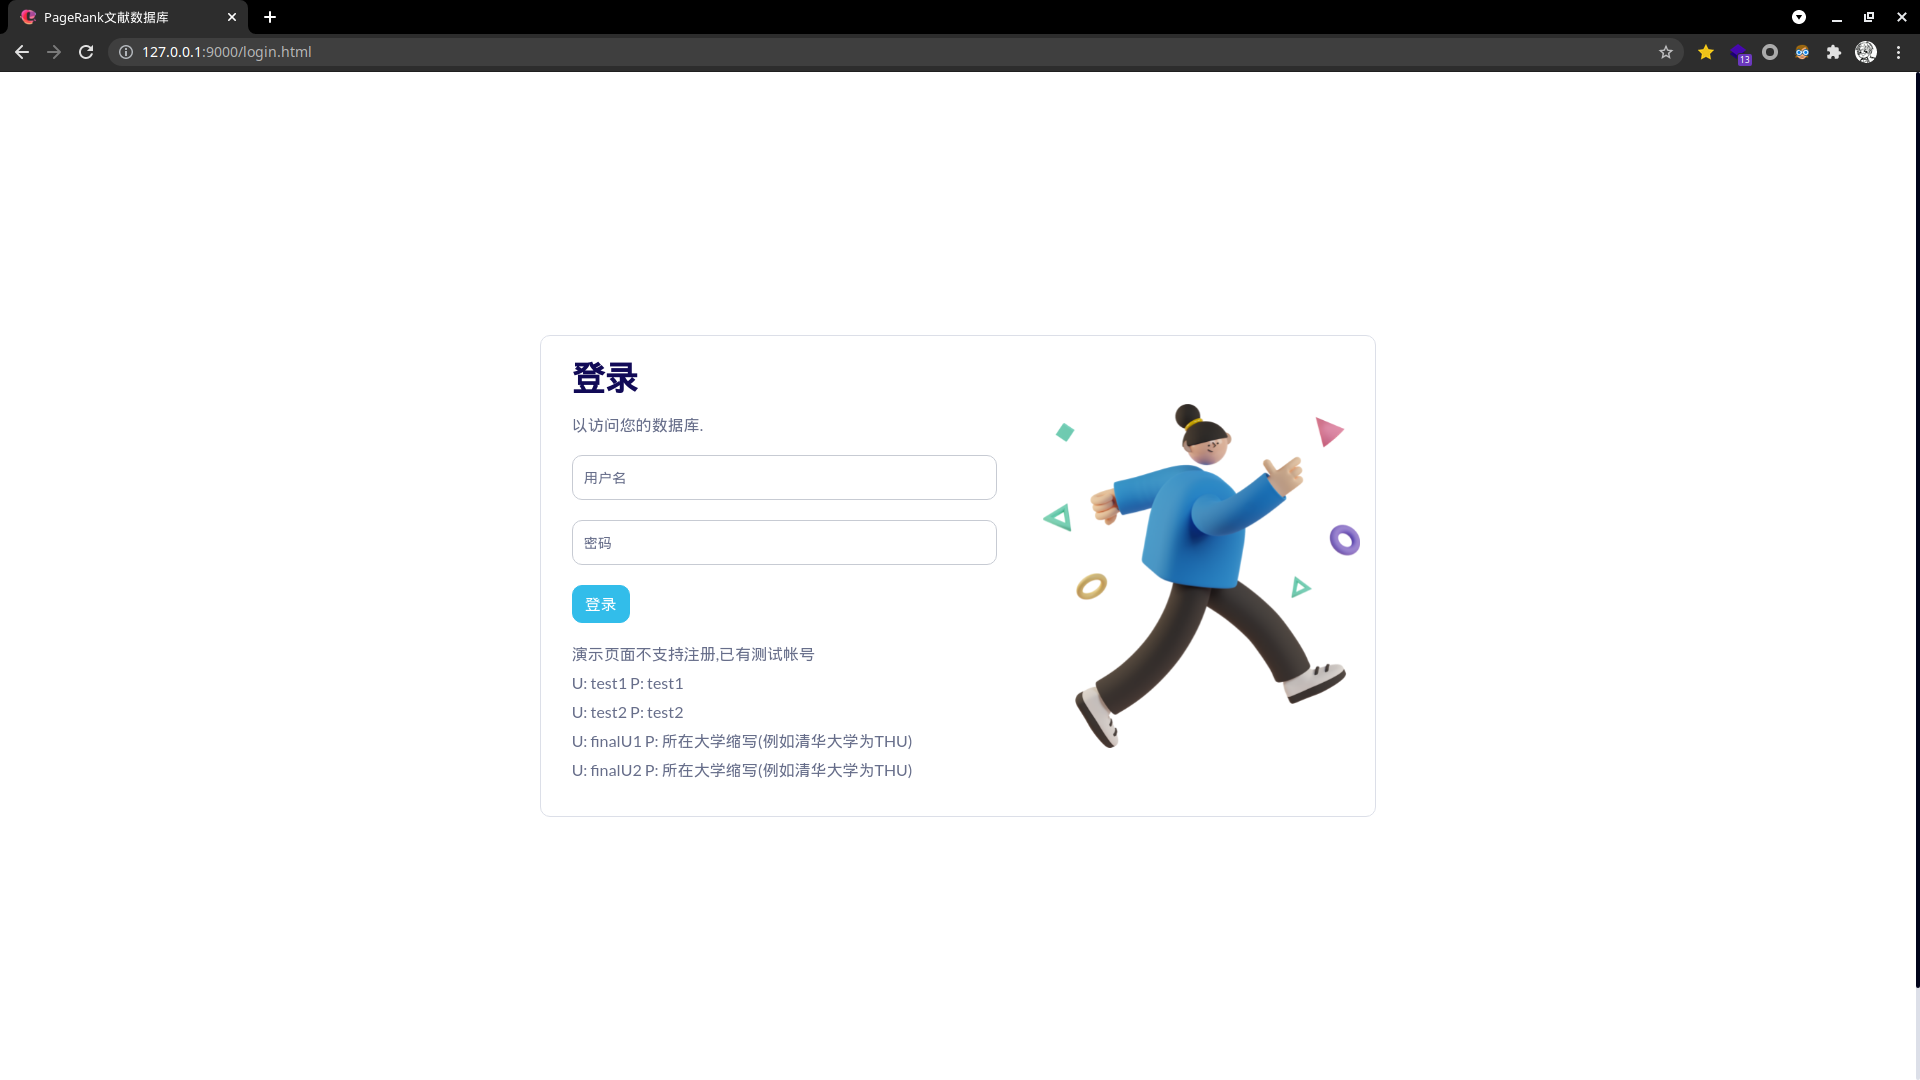 PageRank文献数据库
127.0.0.1:9000/login.html
13
登录
以访问您的数据库.
用户名
密码
登录
演示页面不支持注册,已有测试帐号
U: test1 P: test1
U: test2 P: test2
U: finalU1 P: 所在大学缩写(例如清华大学为THU)
U: finalU2 P: 所在大学缩写(例如清华大学为THU)